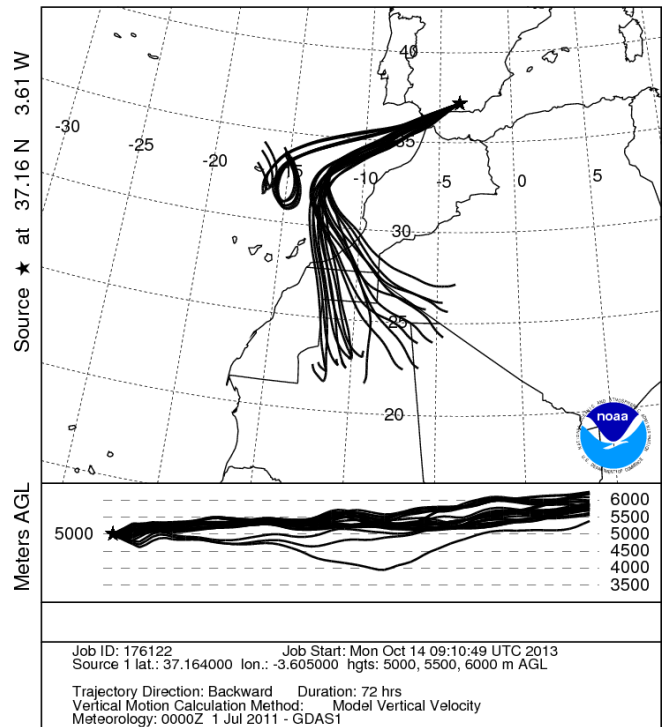 Source ★ at 37.16 N 3.61 W
40
-30
-25
-20
-15
35
-10
-5
0
5
30
25
20
noaa
Meters AGL
5000
6000
5500
5000
4500
4000
3500
Job ID: 176122 Job Start: Mon Oct 14 09:10:49 UTC 2013
Source 1 lat.: 37.164000 lon.: -3.605000 hgts: 5000, 5500, 6000 m AGL
Trajectory Direction: Backward Duration: 72 hrs
Vertical Motion Calculation Method: Model Vertical Velocity
Meteorology: 0000Z 1 Jul 2011 - GDAS1